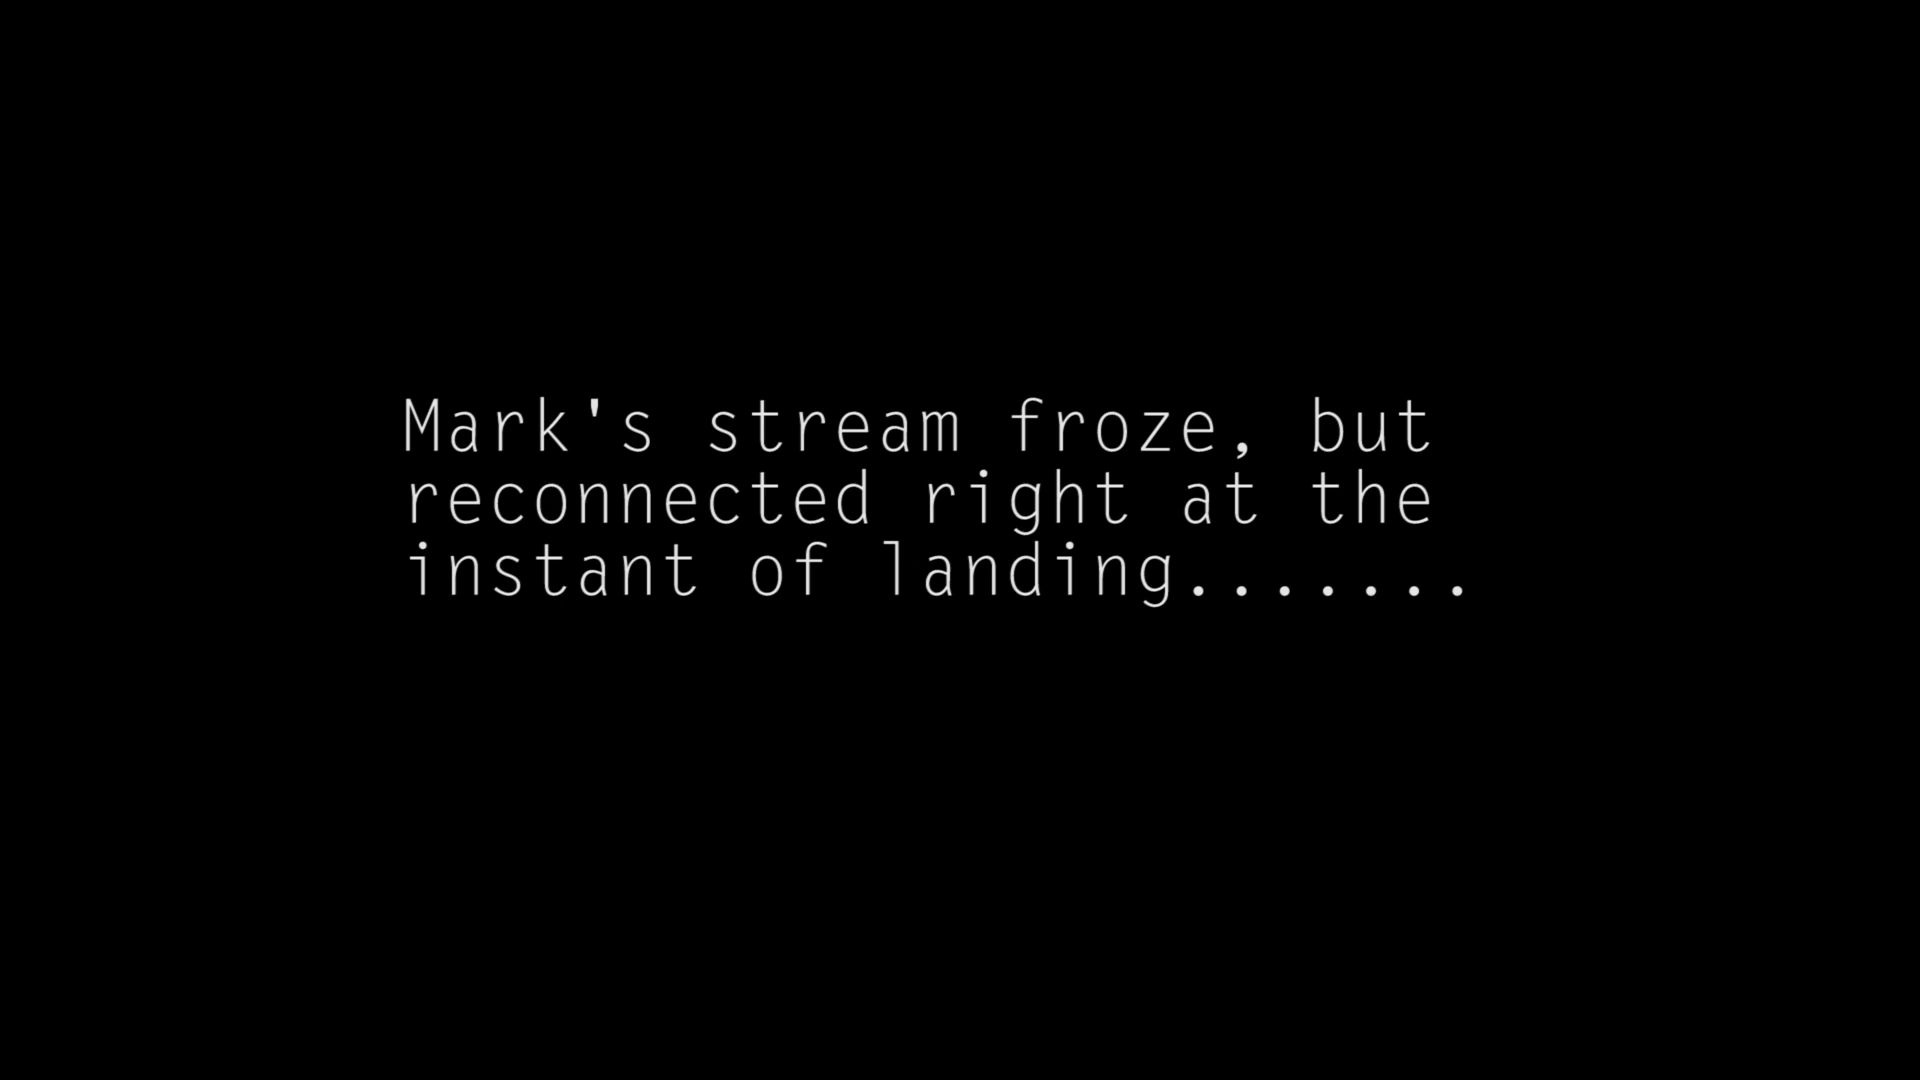 Mark's stream froze, but
reconnected right at the
instant of landing.......